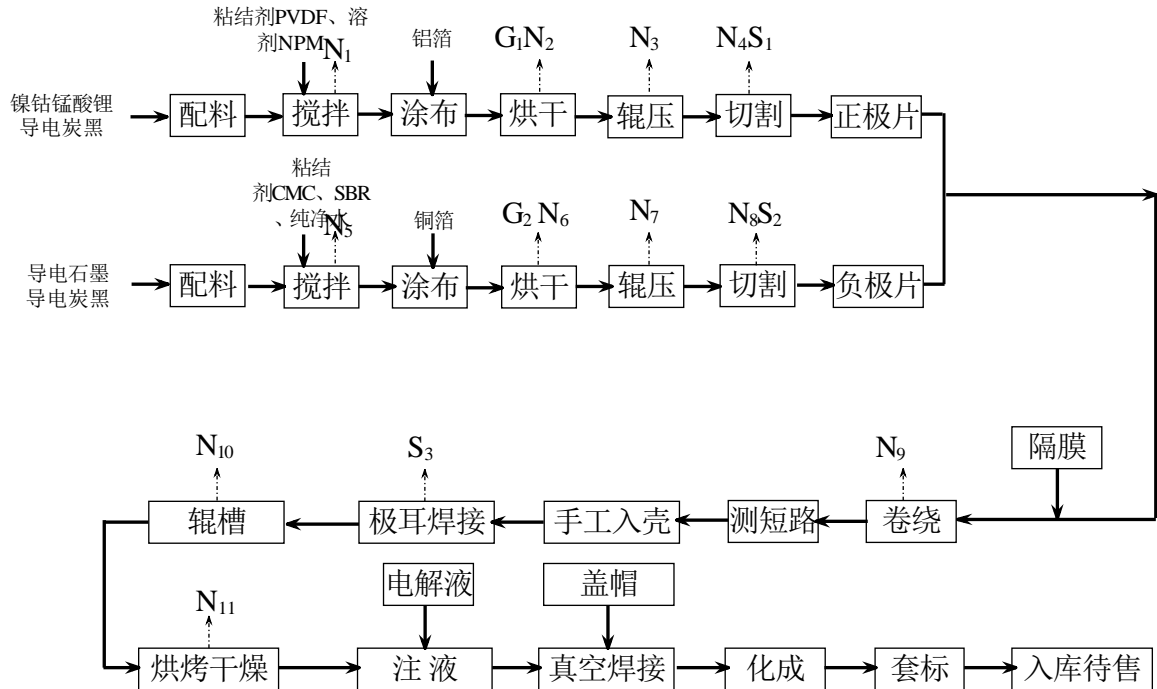 粘结剂PVDF、溶
剂NPM
N₁
铝箔
G₁N₂
N₃
N₄S₁
镍钴锰酸锂
导电炭黑
配料
搅拌
涂布
烘干
辊压
切割
正极片
粘结
剂CMC、SBR
、纯净水
N₅
铜箔
G₂ N₆
N₇
N₈S₂
导电石墨
导电炭黑
配料
搅拌
涂布
烘干
辊压
切割
负极片
N₁₀
S₃
N₉
隔膜
辊槽
极耳焊接
手工入壳
测短路
卷绕
N₁₁
电解液
盖帽
烘烤干燥
注 液
真空焊接
化成
套标
入库待售